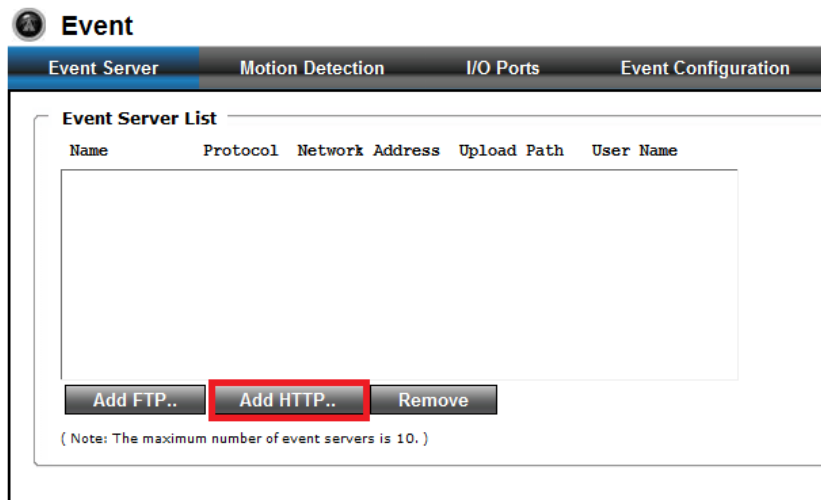 Event
Event Server Motion Detection I/O Ports Event Configuration
Event Server List
Name Protocol Network Address Upload Path User Name
Add FTP.. Add HTTP.. Remove
( Note: The maximum number of event servers is 10. )